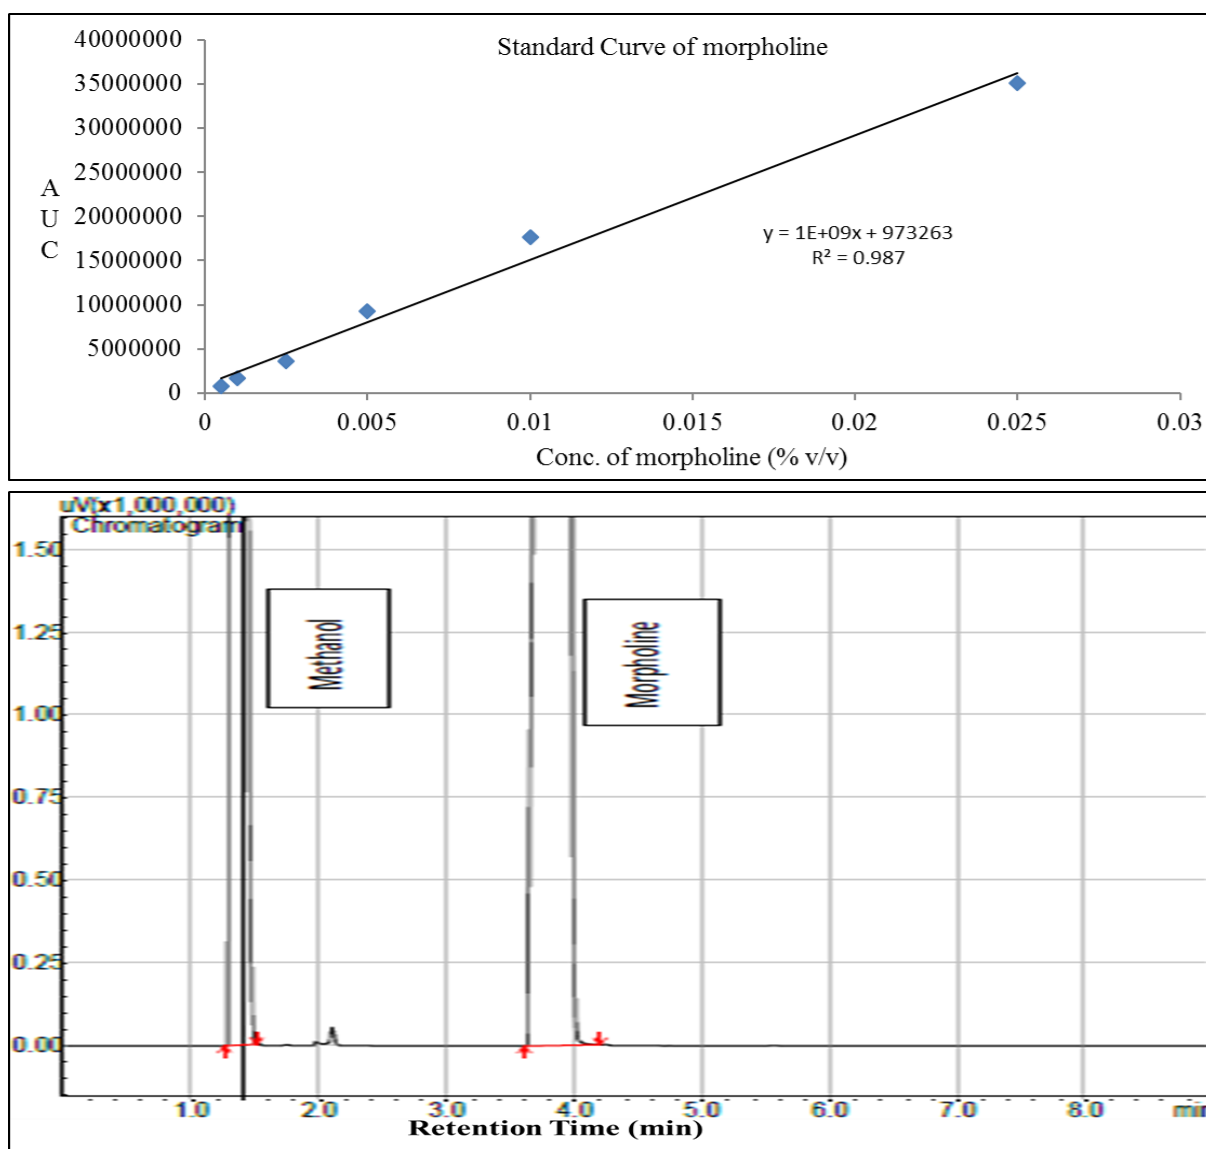 Standard Curve of morpholine
40000000
35000000
30000000
25000000
20000000
15000000
10000000
5000000
0
A
U
C
y = 1E+09x + 973263
R² = 0.987
0 0.005 0.01 0.015 0.02 0.025 0.03
Conc. of morpholine (% v/v)
uV(x1,000,000)
Chromatogram
1.50
1.25
1.00
0.75
0.50
0.25
0.00
Methanol
Morpholine
1.0 2.0 3.0 4.0 5.0 6.0 7.0 8.0 min
Retention Time (min)